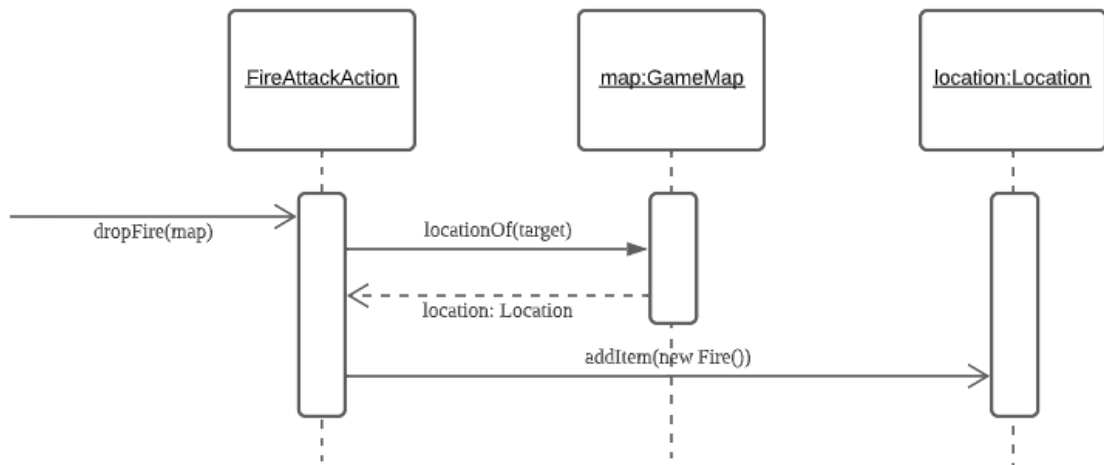 FireAttackAction
map:GameMap
location:Location
dropFire(map)
locationOf(target)
location: Location
addItem(new Fire())